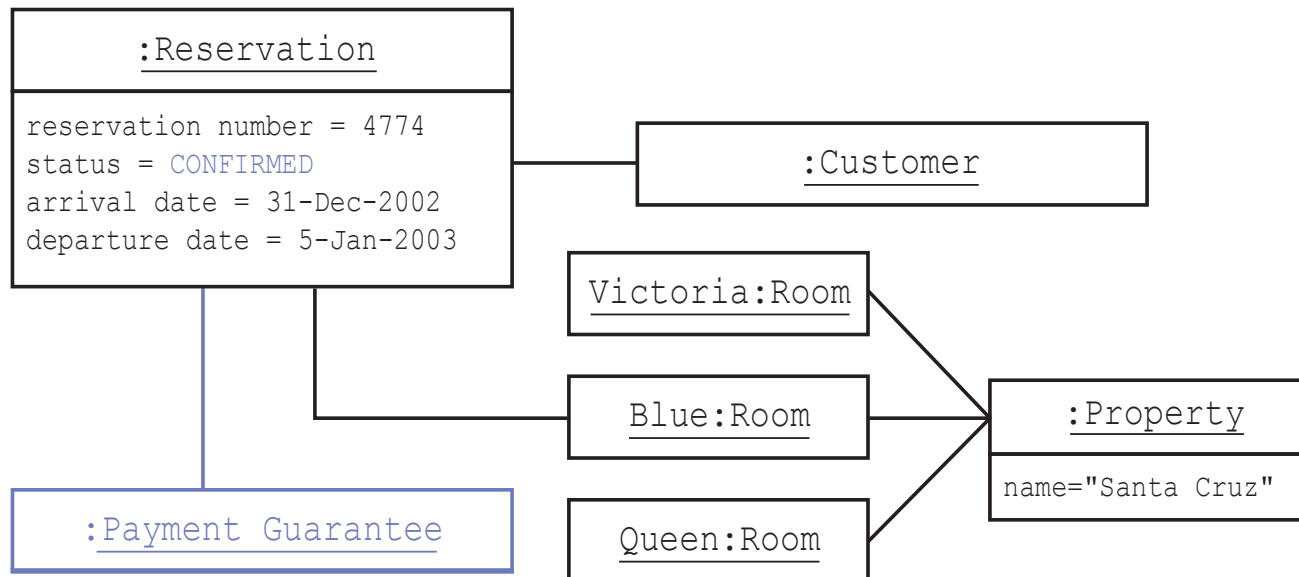 :Reservation
reservation number = 4774
status = CONFIRMED
arrival date = 31-Dec-2002
departure date = 5-Jan-2003
:Customer
Victoria:Room
Blue:Room
:Property
name="Santa Cruz"
:Payment Guarantee
Queen:Room